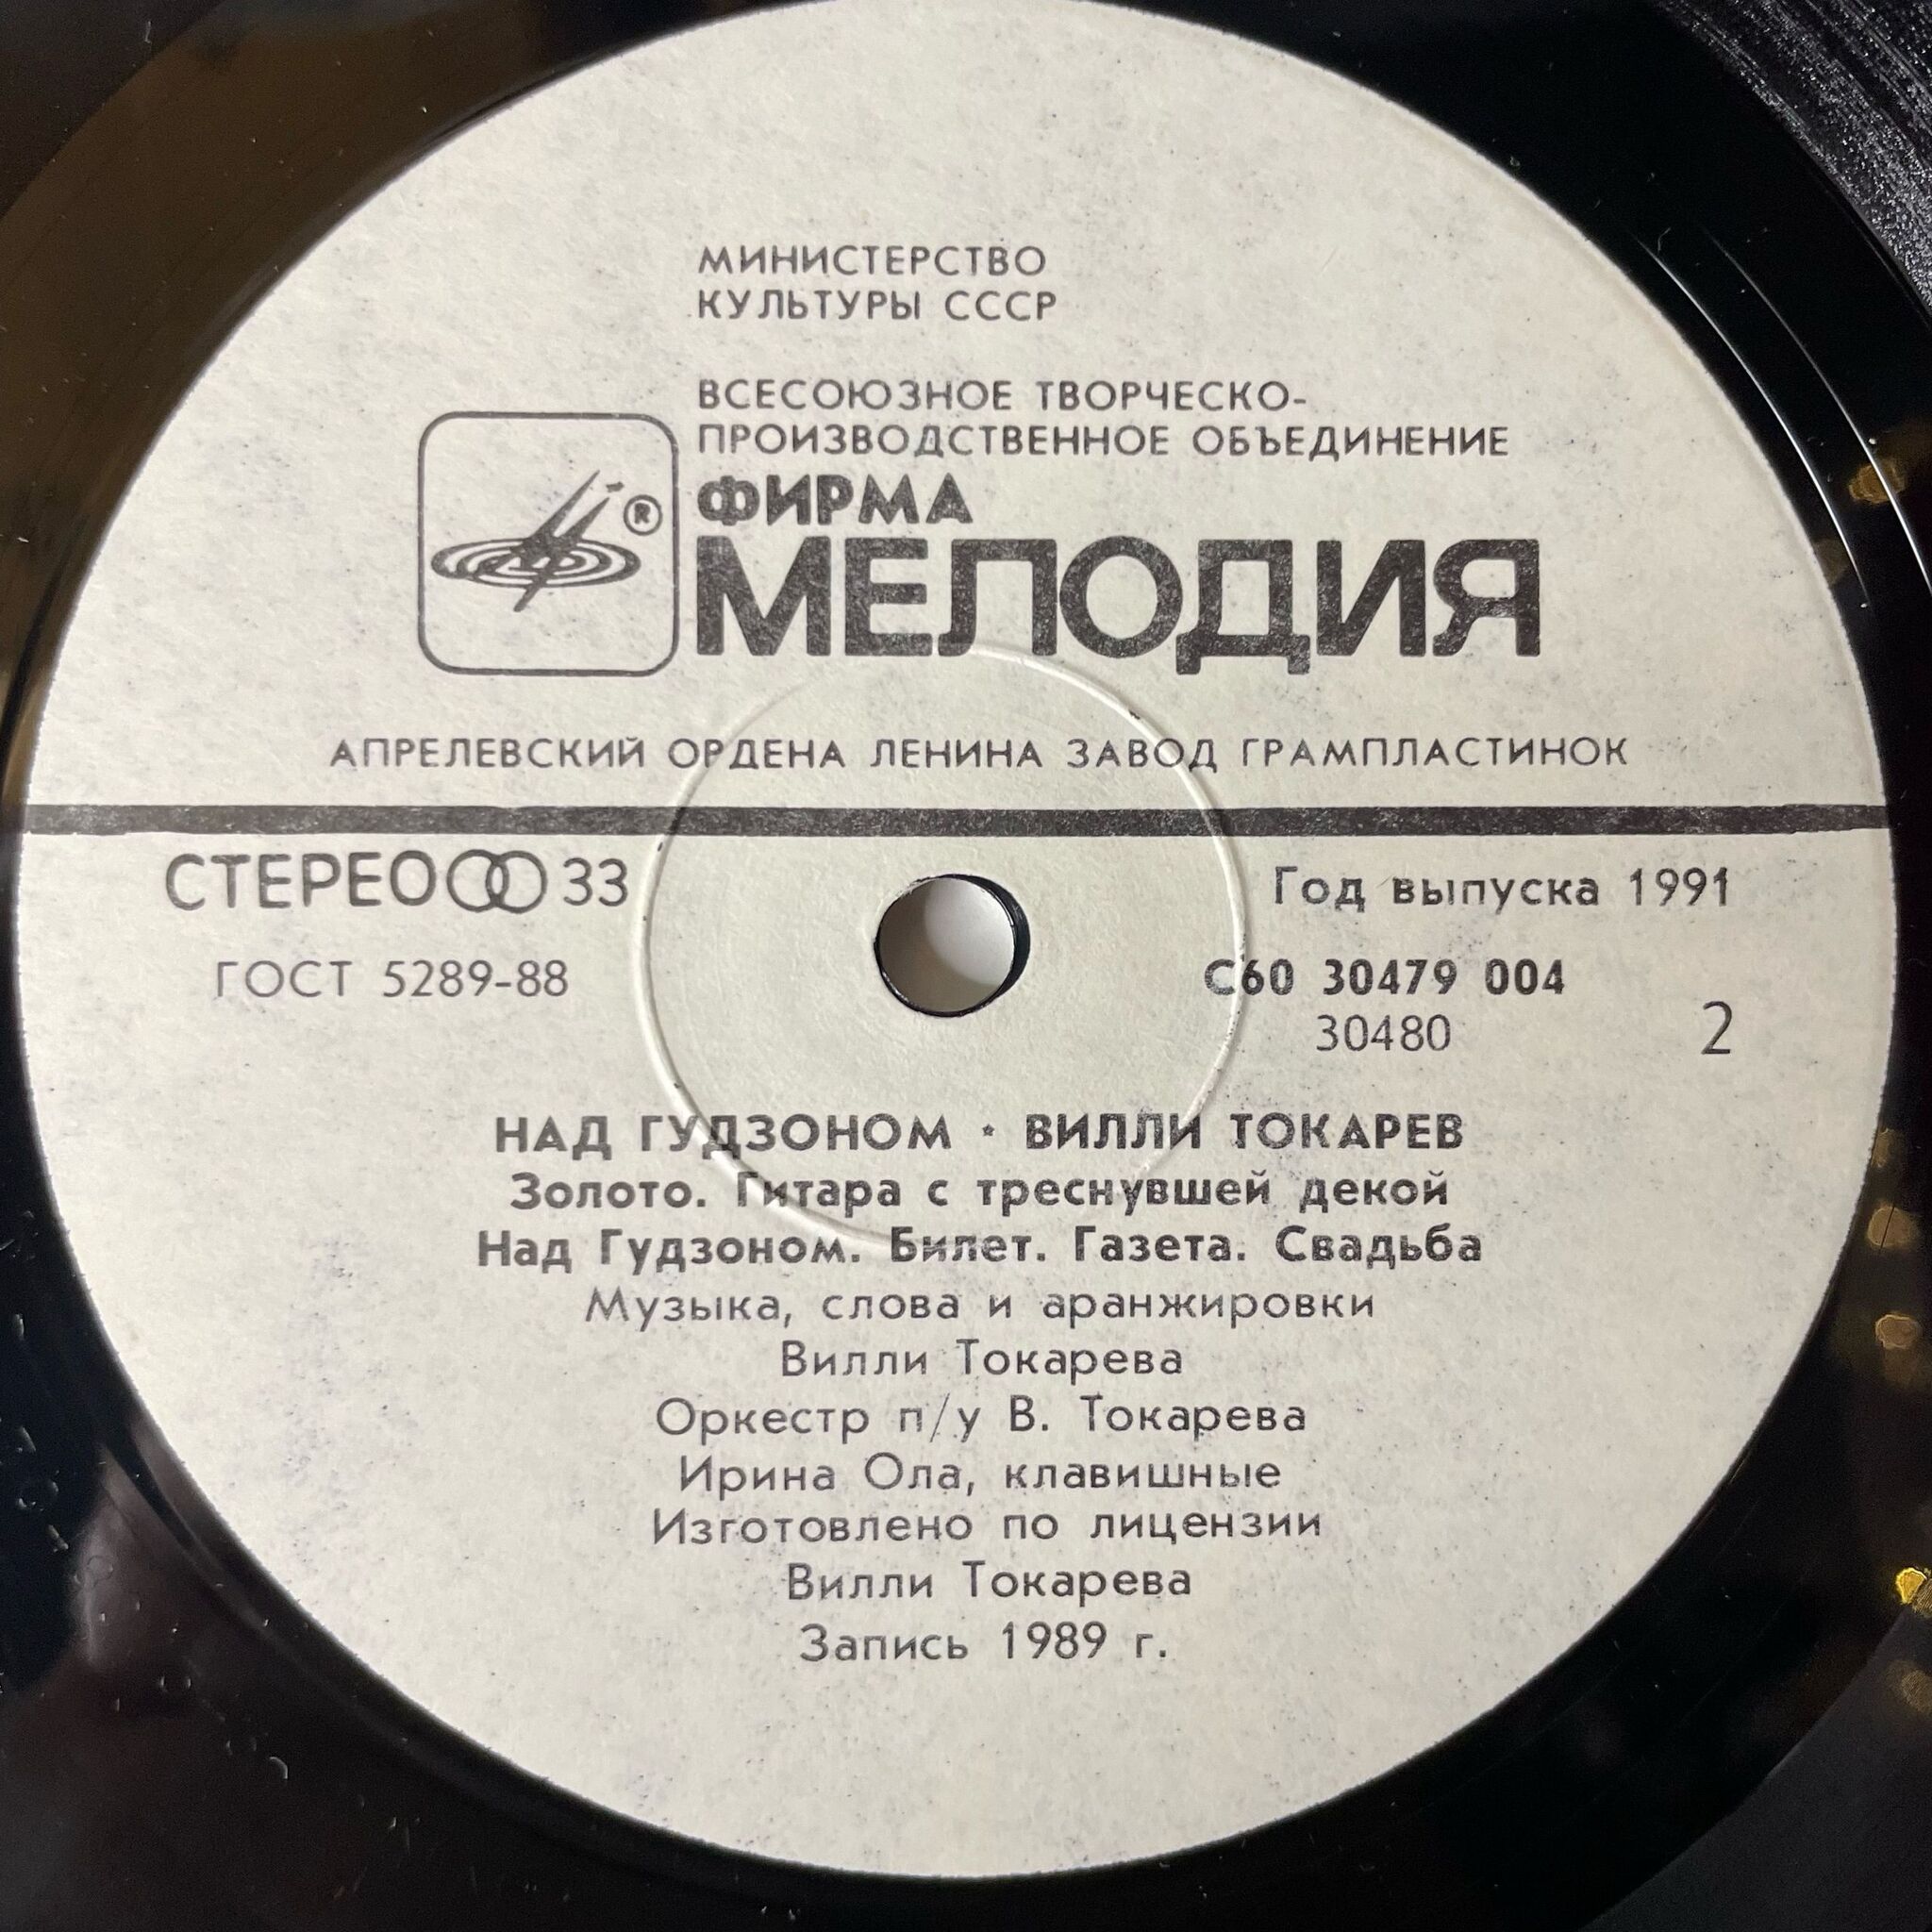 МИНИСТЕРСТВО
КУЛЬТУРЫ СССР
ВСЕСОЮЗНОЕ ТВОРЧЕСКО-
ПРОИЗВОДСТВЕННОЕ ОБЪЕДИНЕНИЕ
ФИРМА
®
МЕЛОДИЯ
АПРЕЛЕВСКИЙ ОРДЕНА ЛЕНИНА ЗАВОД ГРАМПЛАСТИНОК
СТЕРЕО 33
Год выпуска 1991
ГОСТ 5289-88
С60 30479 004
30480
2
НАД ГУДЗОНОМ · ВИЛЛИ ТОКАРЕВ
Золото. Гитара с треснувшей декой
Над Гудзоном. Билет. Газета. Свадьба
Музыка, слова и аранжировки
Вилли Токарева
Оркестр п/у В. Токарева
Ирина Ола, клавишные
Изготовлено по лицензии
Вилли Токарева
Запись 1989 г.